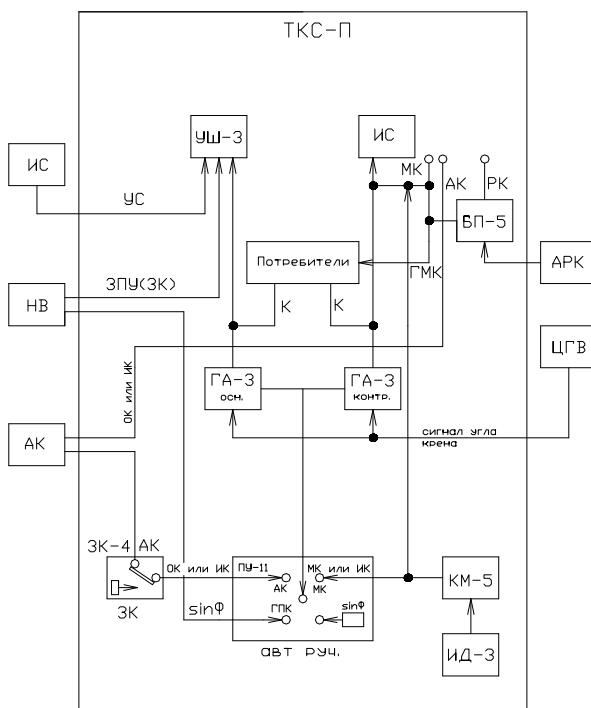 ТКС-П
УШ-3
ИС
ИС
МК
АК
РК
УС
БП-5
Потребители
ГМК
АРК
НВ
ЗПУ(ЗК)
К
К
ЦГВ
ГА-3
осн.
ГА-3
контр.
ОК или ИК
сигнал угла
крена
АК
ЗК-4
АК
ОК или ИК
ПУ-11
МК или ИК
АК
МК
КМ-5
ЗК
sinφ
ГПК
sinφ
авт руч.
ИД-3